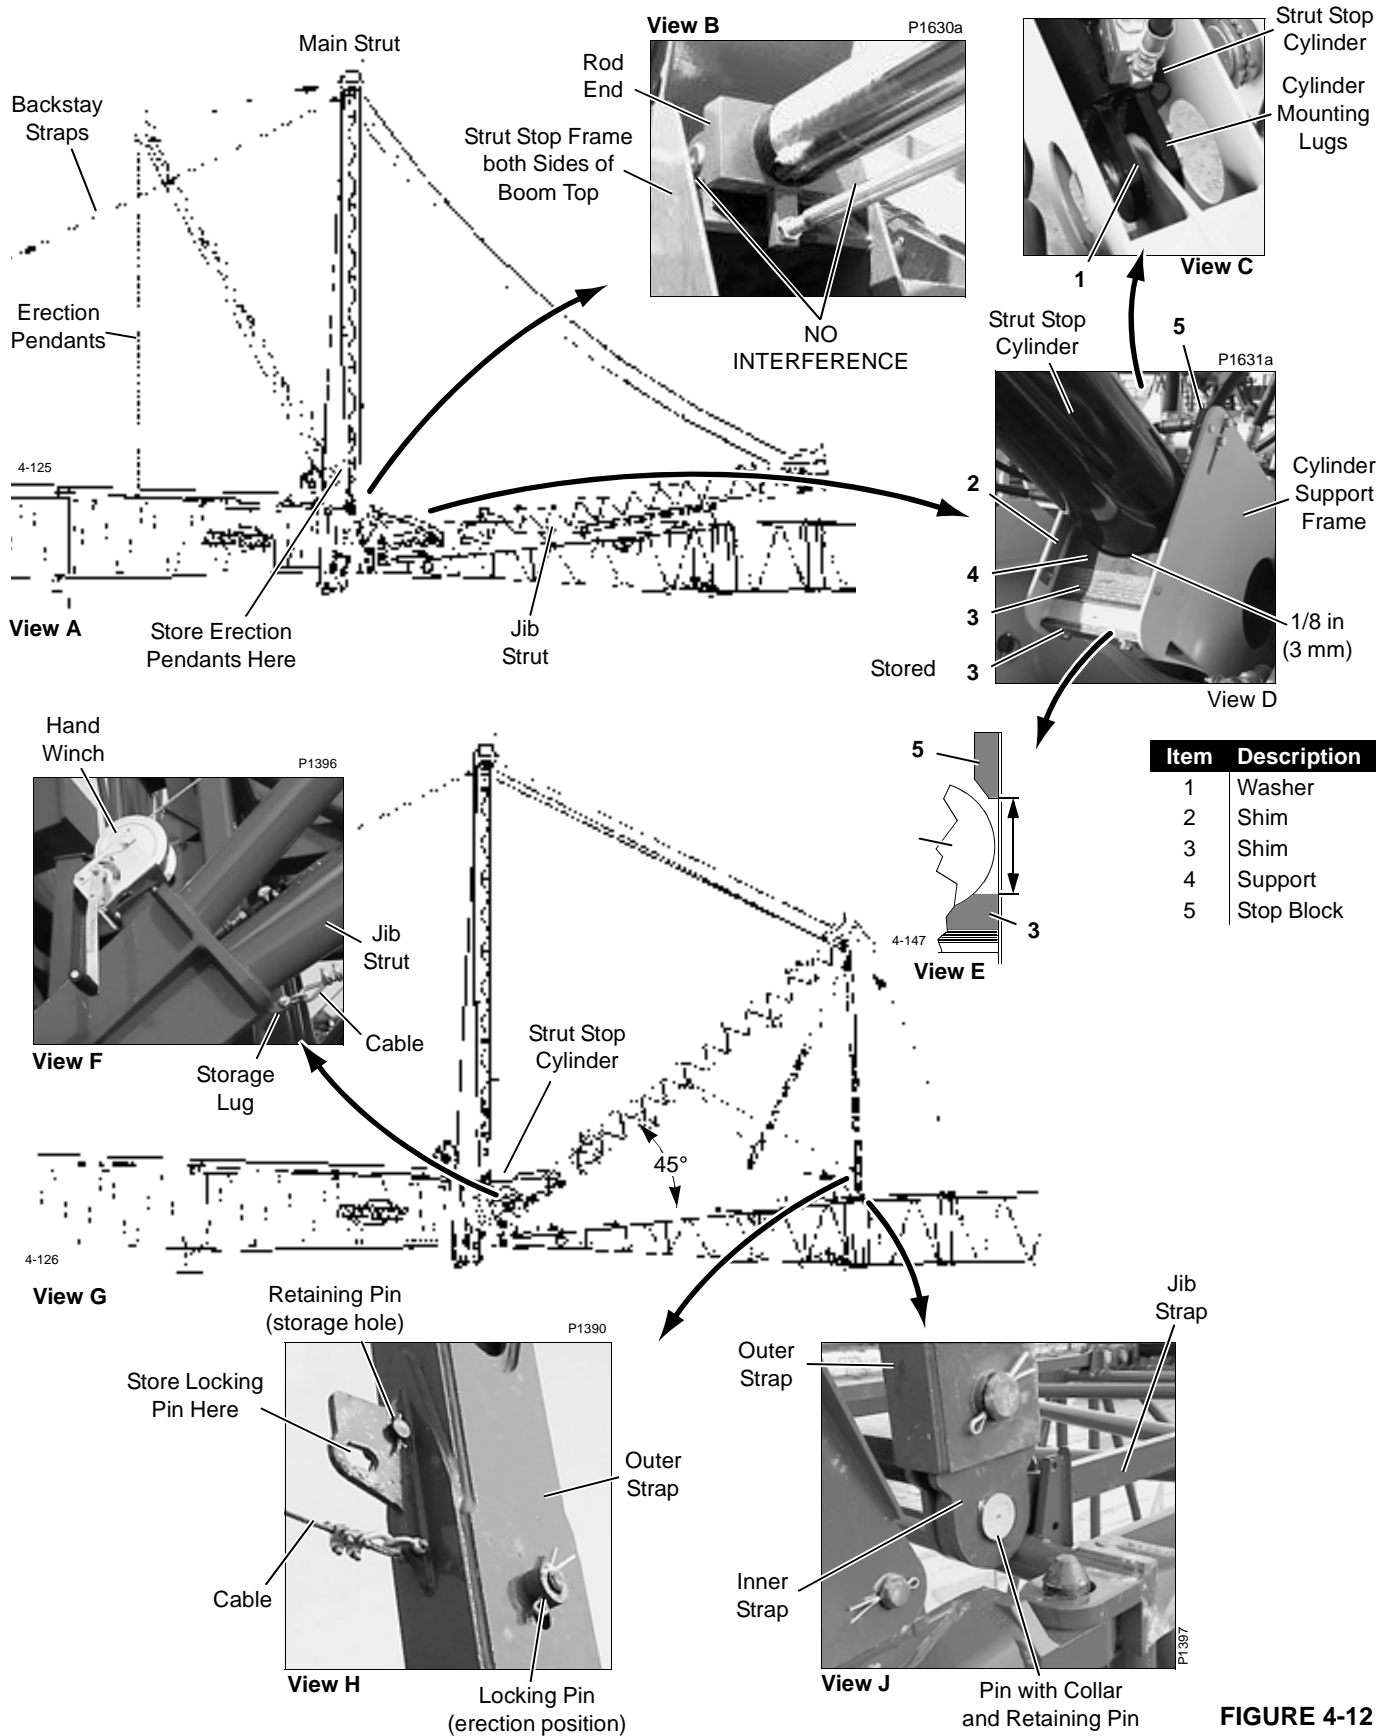 View B
P1630a
Strut Stop
Cylinder
Main Strut
Rod
End
Backstay
Straps
Cylinder
Mounting
Lugs
Strut Stop Frame
both Sides of
Boom Top
1
View C
Erection
Pendants
NO
INTERFERENCE
Strut Stop
Cylinder
5
P1631a
4-125
2
Cylinder
Support
Frame
4
3
1/8 in
(3 mm)
View A
Store Erection
Pendants Here
Jib
Strut
Stored 3
View D
Hand
Winch
P1396
5
Item Description
1 Washer
2 Shim
3 Shim
4 Support
5 Stop Block
Jib
Strut
3
4-147
View E
Cable
View F
Storage
Lug
Strut Stop
Cylinder
45°
4-126
View G
Retaining Pin
(storage hole)
P1390
Jib
Strap
Outer
Strap
Store Locking
Pin Here
Outer
Strap
Cable
Inner
Strap
P1397
View H
Locking Pin
(erection position)
View J
Pin with Collar
and Retaining Pin
FIGURE 4-12